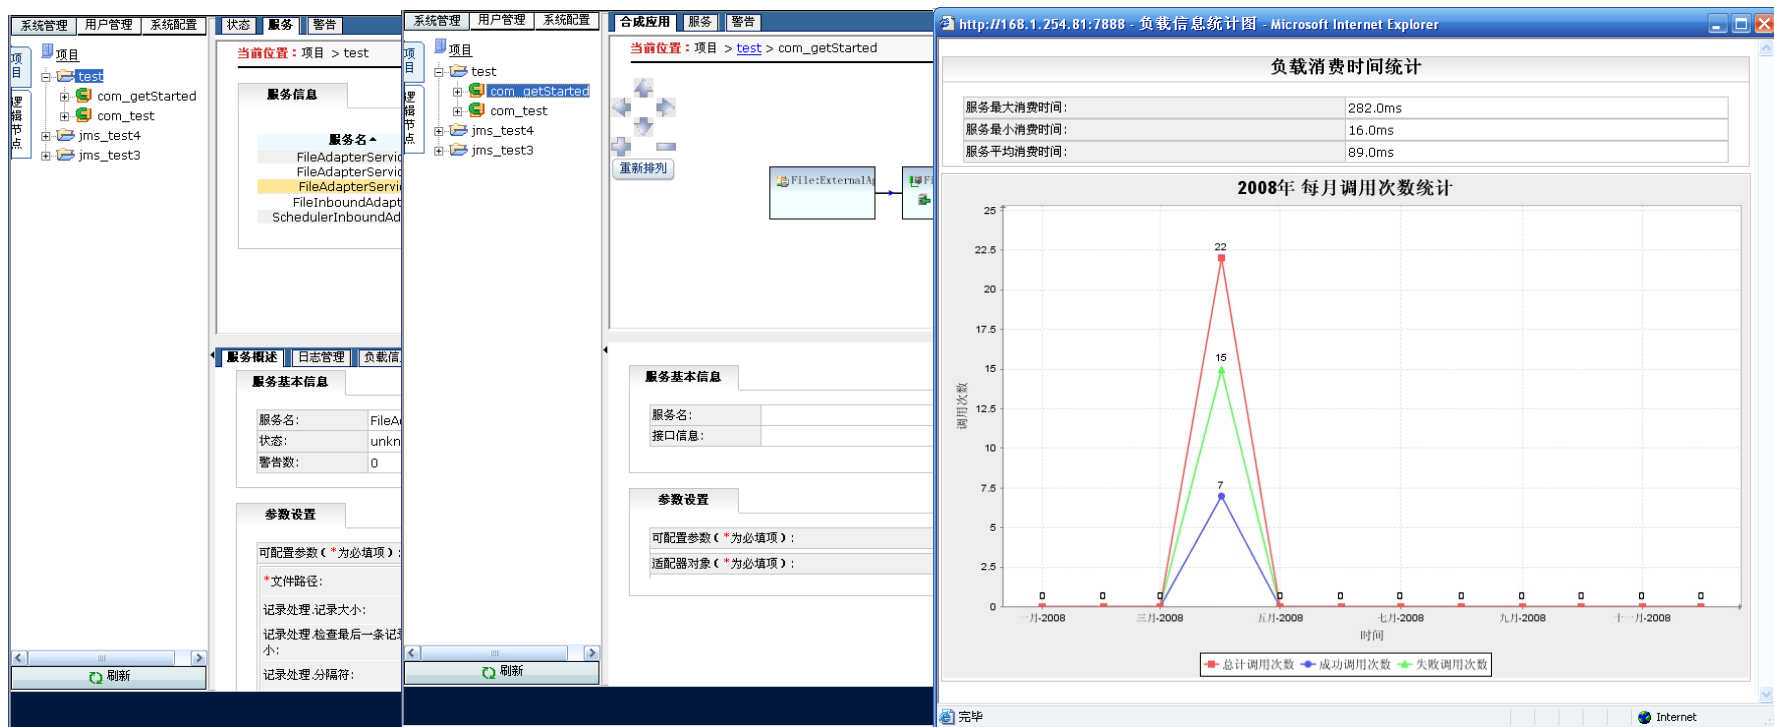 系统管理 用户管理 系统配置
状态 服务 警告
项目
逻辑节点
项目
test
com_getStarted
com_test
jms_test4
jms_test3
刷新
当前位置：项目 > test
服务信息
服务名
FileAdapterServic
FileAdapterServic
FileAdapterServi
FileInboundAdapt
SchedulerInboundAd
服务概述 日志管理 负载信
服务基本信息
服务名: FileA
状态: unkn
警告数: 0
参数设置
可配置参数(*为必填项):
*文件路径:
记录处理.记录大小:
记录处理.检查最后一条记
小:
记录处理.分隔符:
系统管理 用户管理 系统配置
合成应用 服务 警告
项目
逻辑节点
项目
test
com_getStarted
com_test
jms_test4
jms_test3
刷新
当前位置：项目 > test > com_getStarted
重新排列
File:ExternalAp
Fi
服务基本信息
服务名:
接口信息:
参数设置
可配置参数(*为必填项):
适配器对象(*为必填项):
http://168.1.254.81:7888 - 负载信息统计图 - Microsoft Internet Explorer
负载消费时间统计
服务最大消费时间: 282.0ms
服务最小消费时间: 16.0ms
服务平均消费时间: 89.0ms
2008年 每月调用次数统计
25
22.5
20
17.5
15
12.5
10
7.5
5
2.5
0
调用次数
22
15
7
0 0 0 0 0 0 0 0 0 0 0
一月-2008 三月-2008 五月-2008 七月-2008 九月-2008 十一月-2008
时间
总计调用次数 成功调用次数 失败调用次数
完毕
Internet